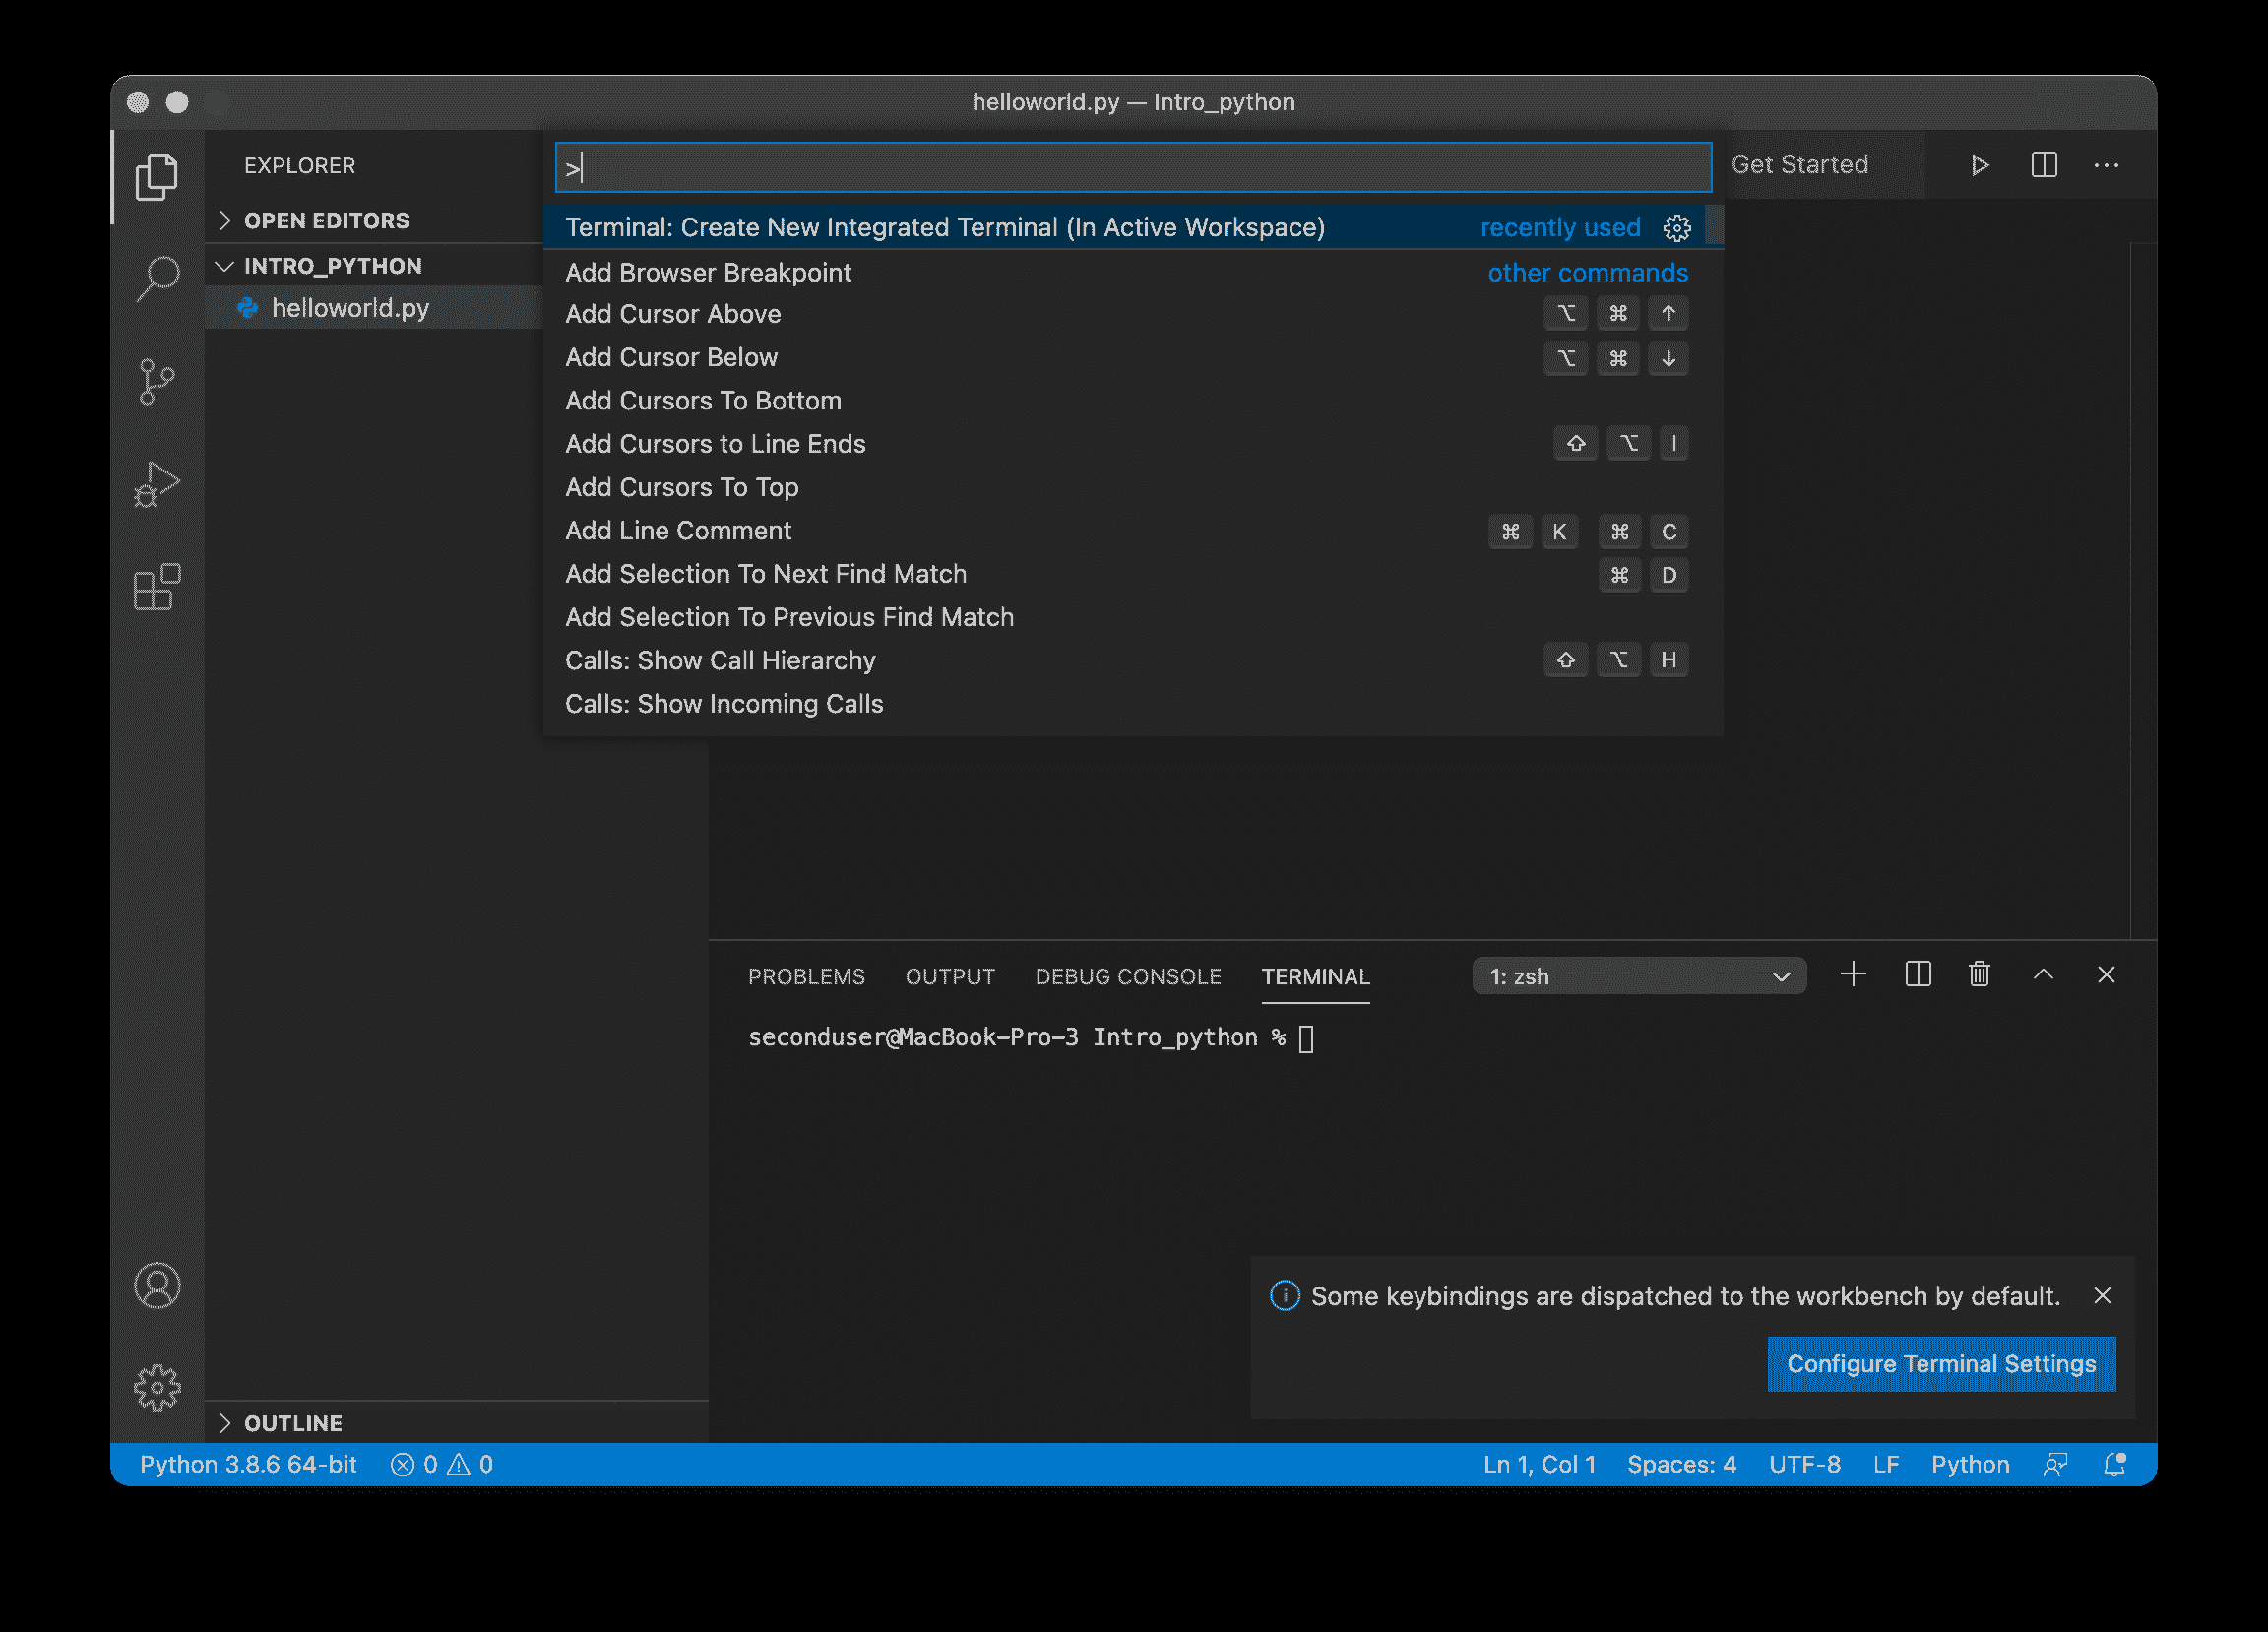 helloworld.py — Intro_python
EXPLORER
OPEN EDITORS
INTRO_PYTHON
helloworld.py
>
Get Started
Terminal: Create New Integrated Terminal (In Active Workspace) recently used
Add Browser Breakpoint other commands
Add Cursor Above ⌥ ⌘ ↑
Add Cursor Below ⌥ ⌘ ↓
Add Cursors To Bottom
Add Cursors to Line Ends ⇧ ⌥ I
Add Cursors To Top
Add Line Comment ⌘ K ⌘ C
Add Selection To Next Find Match ⌘ D
Add Selection To Previous Find Match
Calls: Show Call Hierarchy ⇧ ⌥ H
Calls: Show Incoming Calls
PROBLEMS OUTPUT DEBUG CONSOLE TERMINAL 1: zsh
seconduser@MacBook-Pro-3 Intro_python %
Some keybindings are dispatched to the workbench by default.
Configure Terminal Settings
OUTLINE
Python 3.8.6 64-bit 0 0 Ln 1, Col 1 Spaces: 4 UTF-8 LF Python